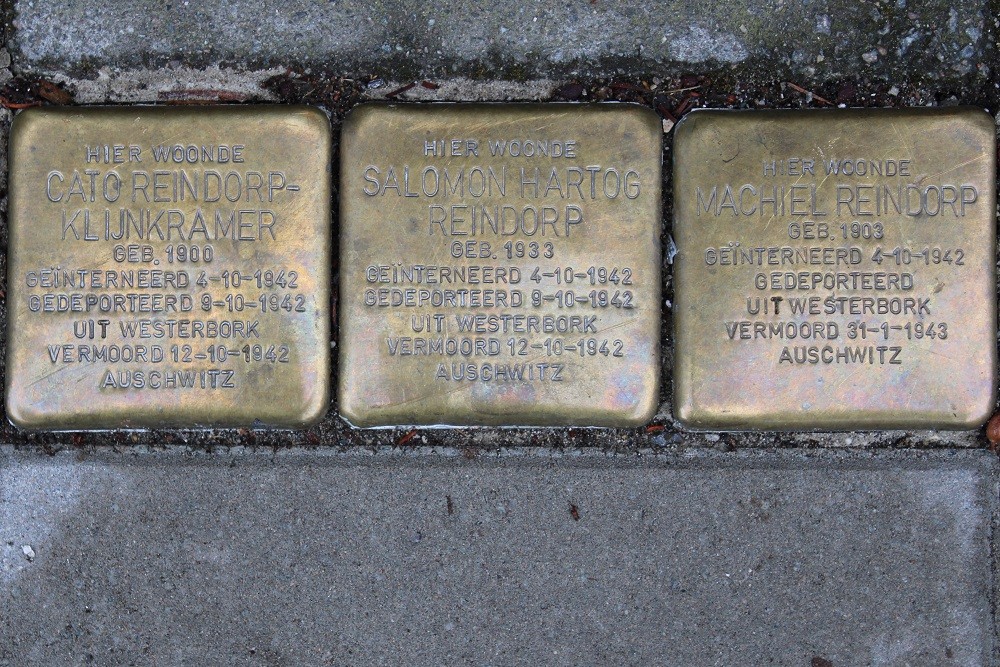 HIER WOONDE
CATO REINDORP-
KLIJNKRAMER
GEB. 1900
GEÏNTERNEERD 4-10-1942
GEDEPORTEERD 9-10-1942
UIT WESTERBORK
VERMOORD 12-10-1942
AUSCHWITZ
HIER WOONDE
SALOMON HARTOG
REINDORP
GEB. 1933
GEÏNTERNEERD 4-10-1942
GEDEPORTEERD 9-10-1942
UIT WESTERBORK
VERMOORD 12-10-1942
AUSCHWITZ
HIER WOONDE
MACHIEL REINDORP
GEB. 1903
GEÏNTERNEERD 4-10-1942
GEDEPORTEERD
UIT WESTERBORK
VERMOORD 31-1-1943
AUSCHWITZ